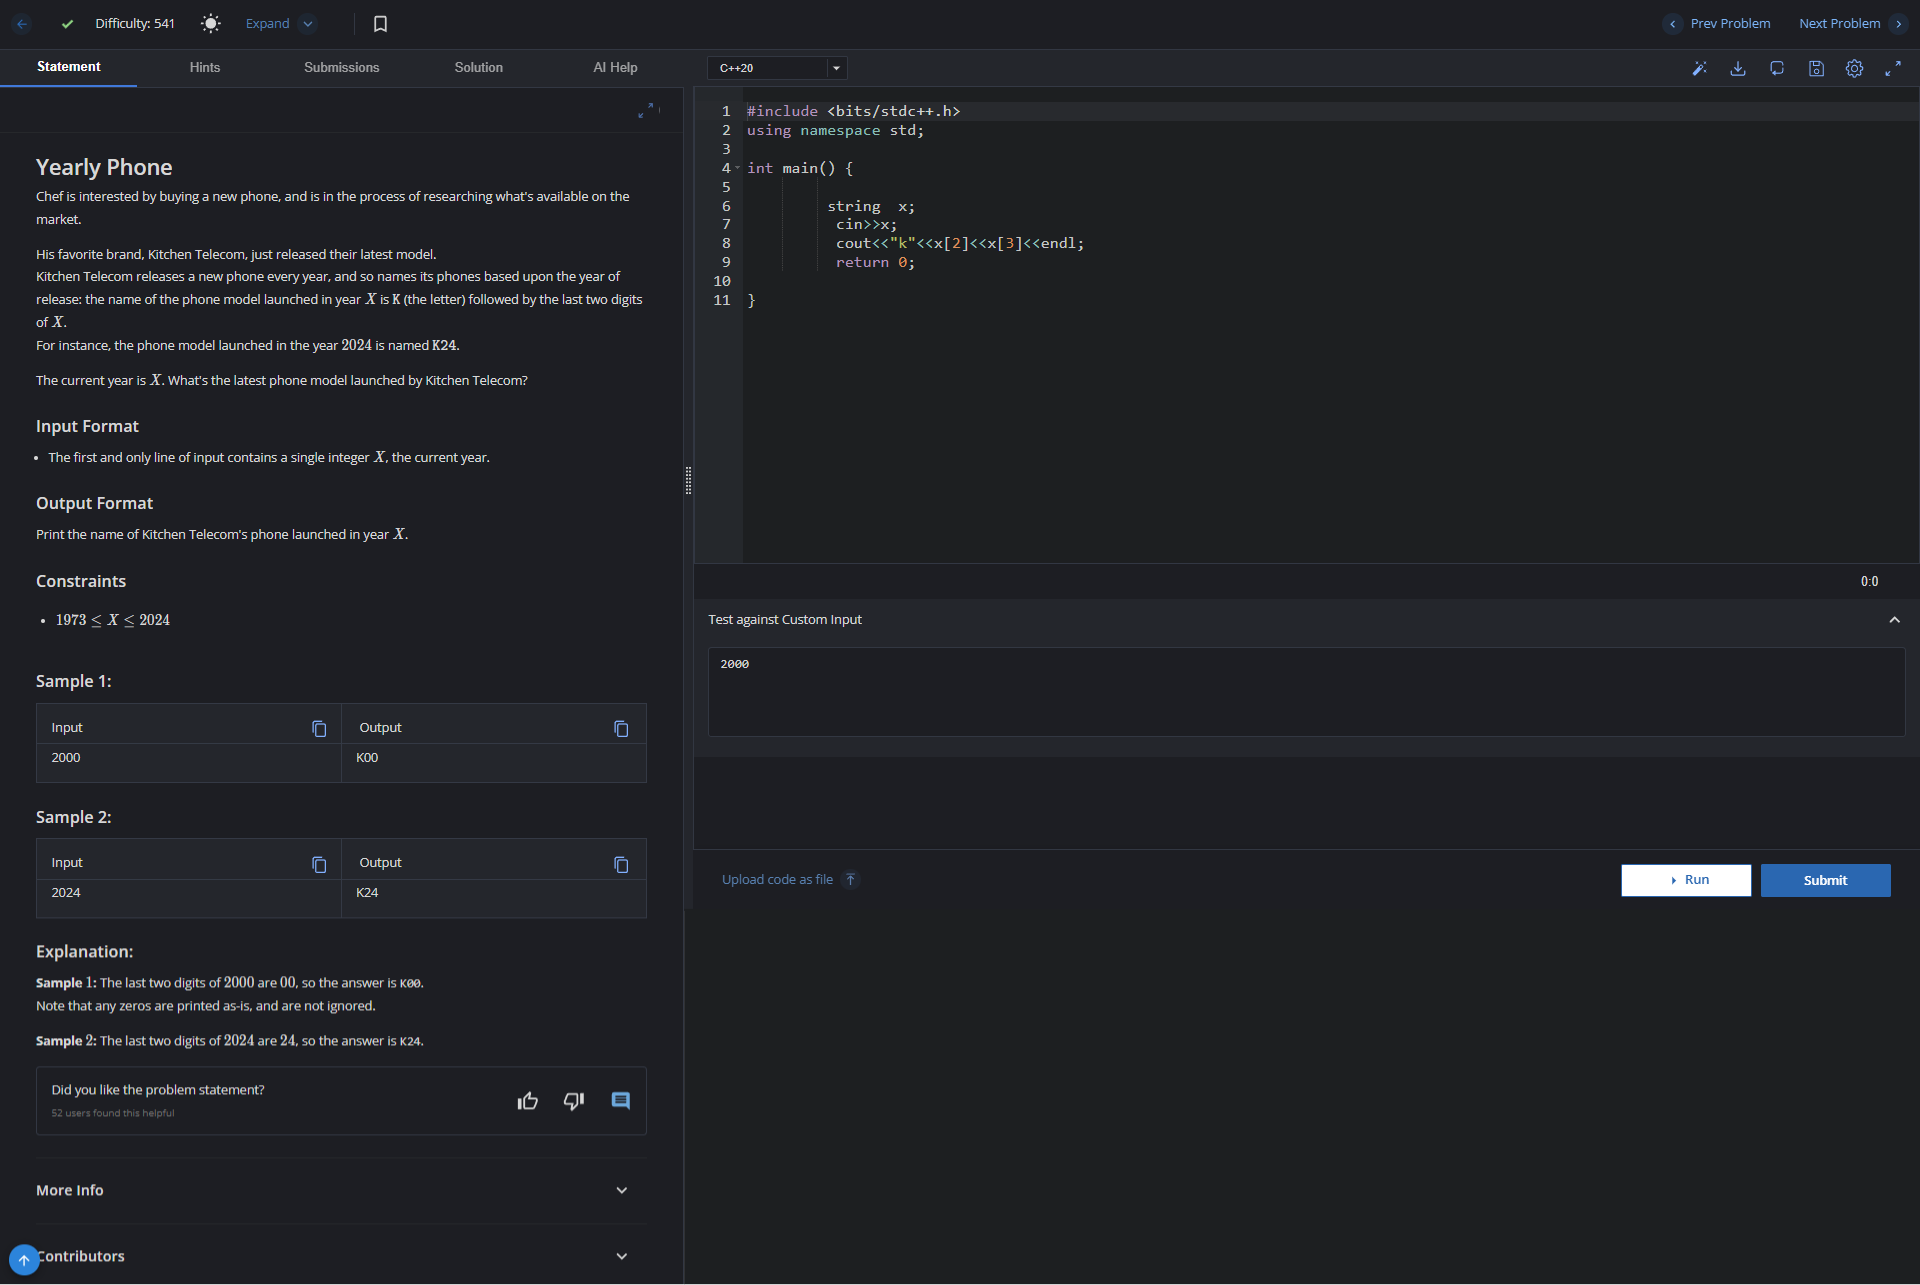 Difficulty: 541
Expand
Prev Problem
Next Problem
Statement
Hints
Submissions
Solution
AI Help
C++20
Yearly Phone
Chef is interested by buying a new phone, and is in the process of researching what's available on the
market.
His favorite brand, Kitchen Telecom, just released their latest model.
Kitchen Telecom releases a new phone every year, and so names its phones based upon the year of
release: the name of the phone model launched in year X is K (the letter) followed by the last two digits
of X.
For instance, the phone model launched in the year 2024 is named K24.
The current year is X. What's the latest phone model launched by Kitchen Telecom?
Input Format
• The first and only line of input contains a single integer X, the current year.
Output Format
Print the name of Kitchen Telecom's phone launched in year X.
Constraints
• 1973 ≤ X ≤ 2024
Sample 1:
Input
Output
2000
K00
Sample 2:
Input
Output
2024
K24
Explanation:
Sample 1: The last two digits of 2000 are 00, so the answer is K00.
Note that any zeros are printed as-is, and are not ignored.
Sample 2: The last two digits of 2024 are 24, so the answer is K24.
Did you like the problem statement?
52 users found this helpful
More Info
Contributors
1 #include <bits/stdc++.h>
2 using namespace std;
3
4 int main() {
5
6 string  x;
7 cin>>x;
8 cout<<"k"<<x[2]<<x[3]<<endl;
9 return 0;
10
11 }
0:0
Test against Custom Input
2000
Upload code as file
Run
Submit